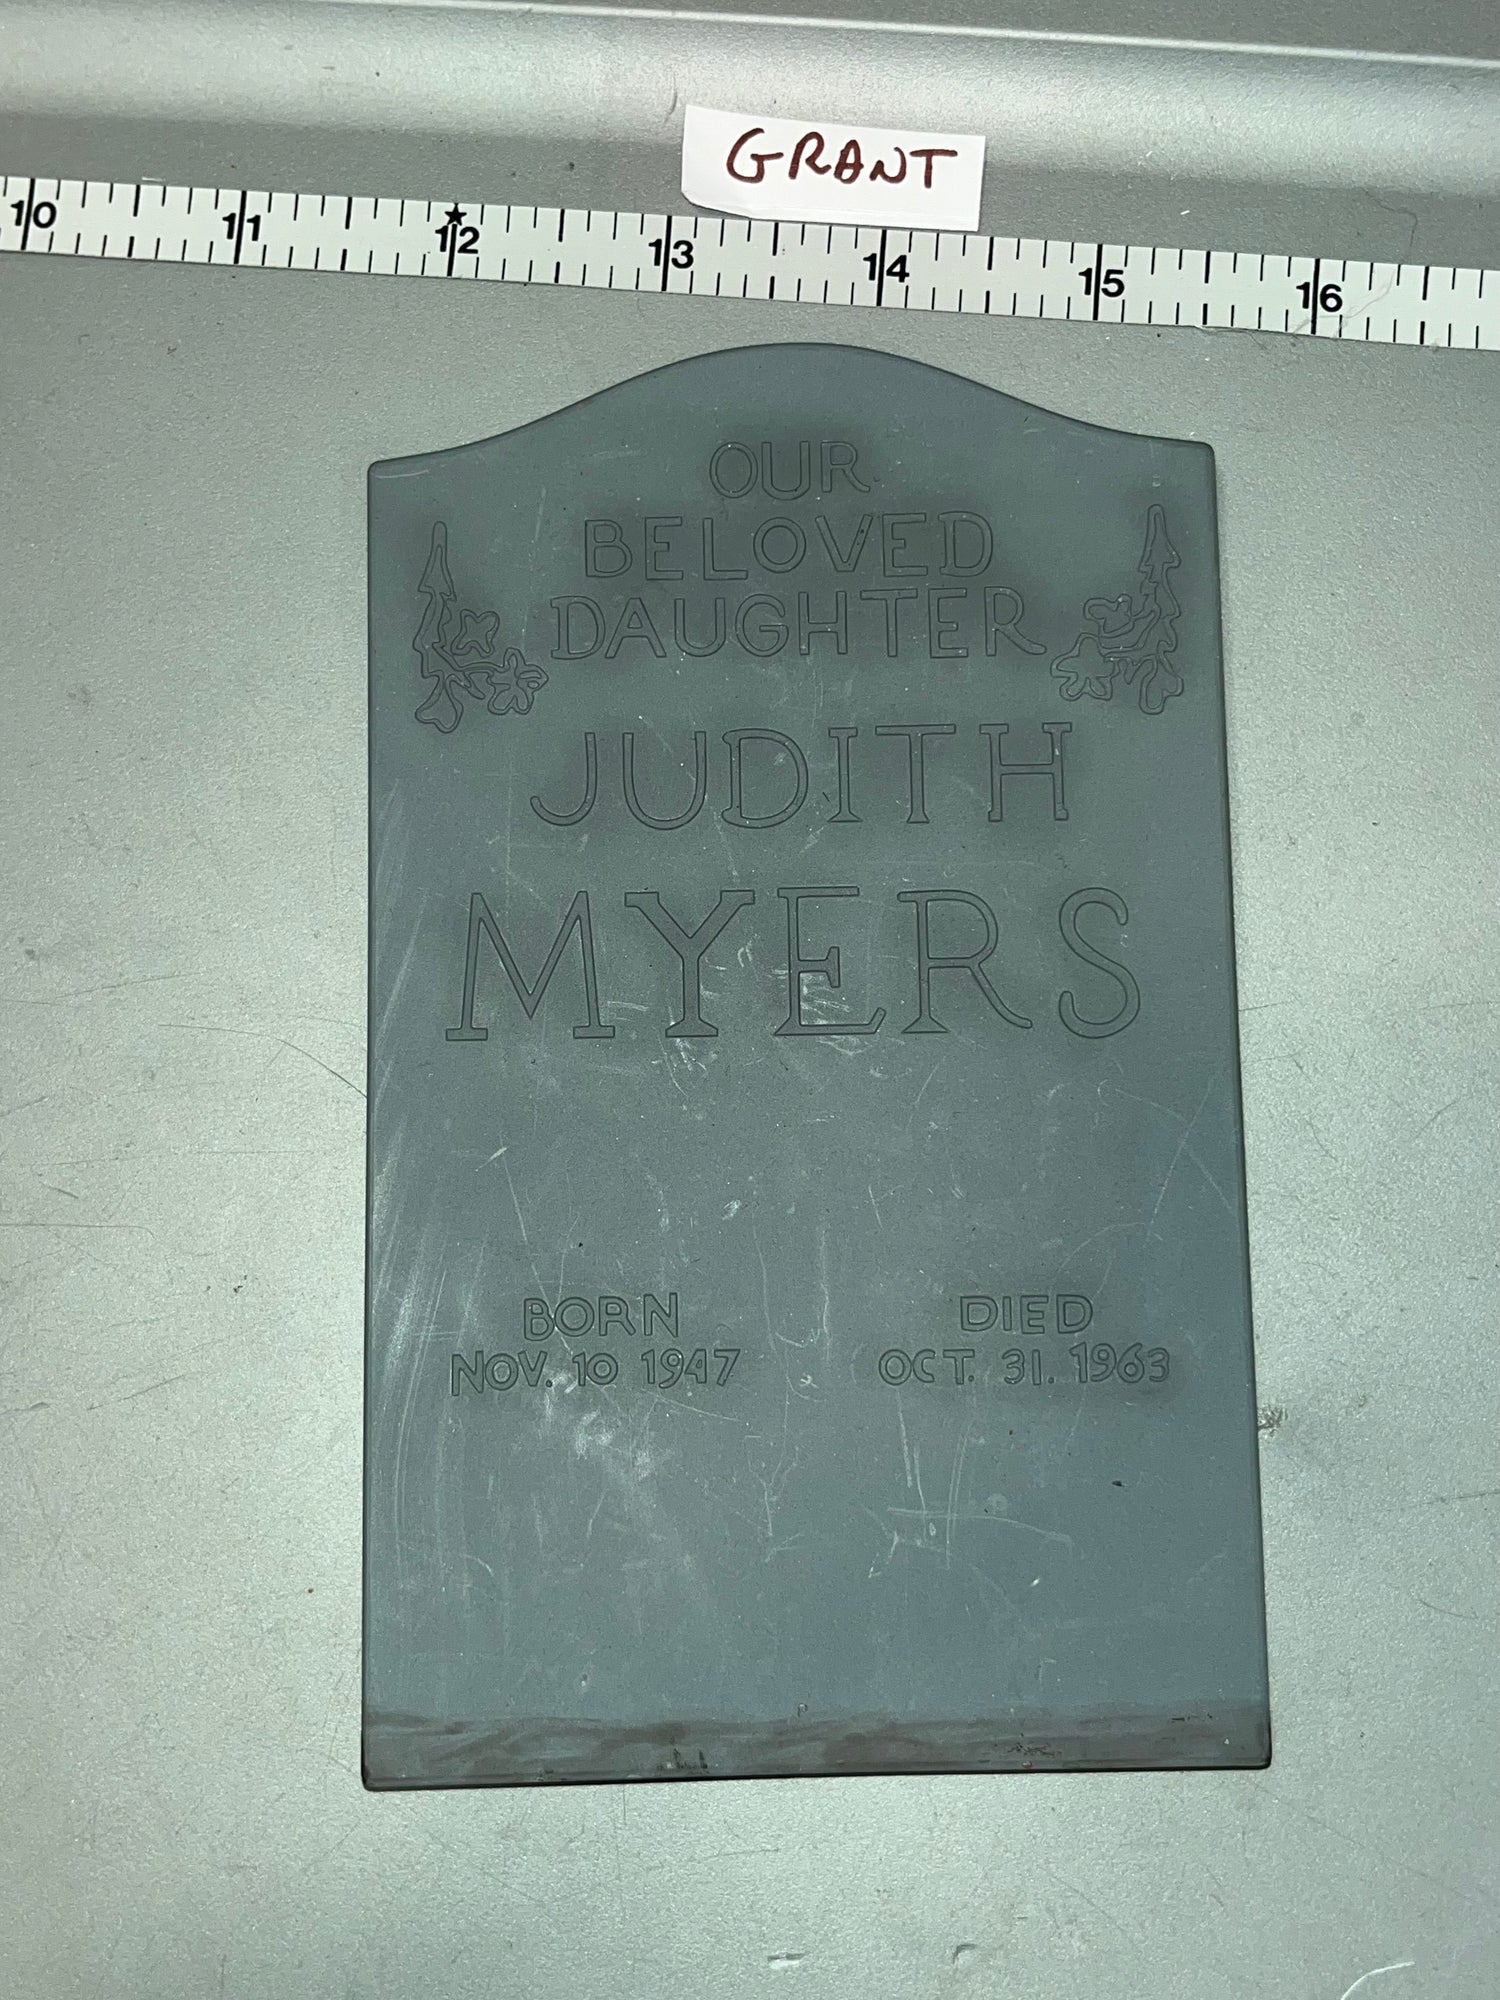 GRANT
10 11 12 13 14 15 16
OUR
BELOVED
DAUGHTER
JUDITH
MYERS
BORN
NOV. 10 1947
DIED
OCT. 31. 1963